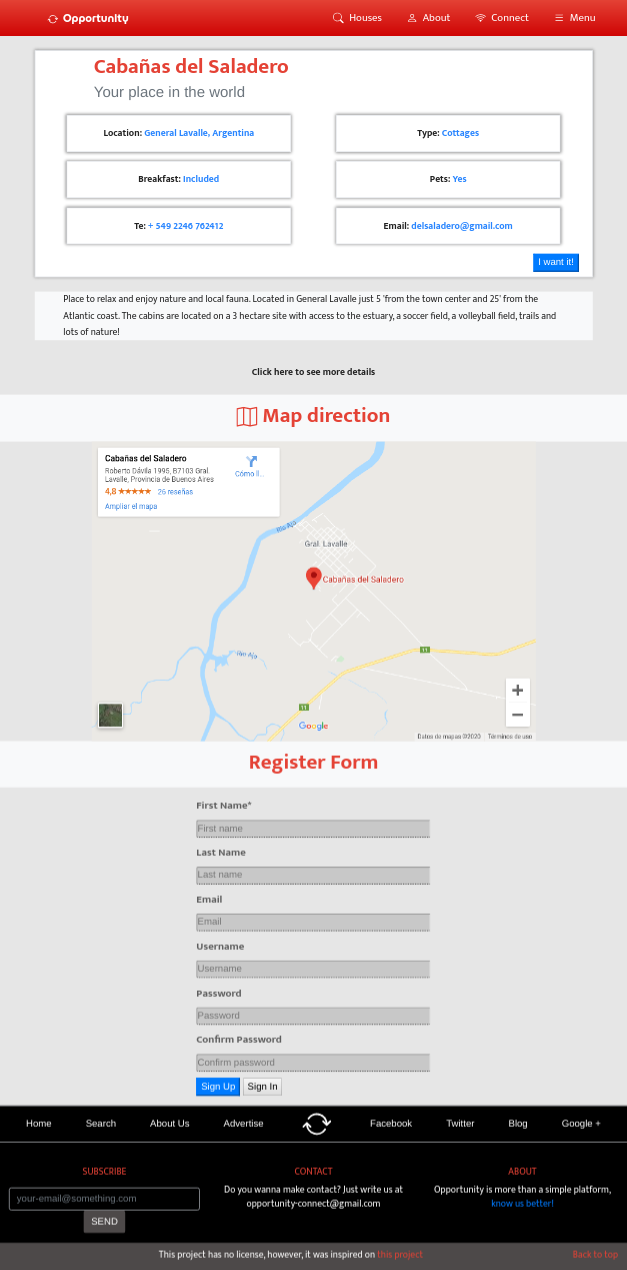 Opportunity
Houses
About
Connect
Menu
Cabañas del Saladero
Your place in the world
Location: General Lavalle, Argentina
Type: Cottages
Breakfast: Included
Pets: Yes
Te: + 549 2246 762412
Email: delsaladero@gmail.com
I want it!
Place to relax and enjoy nature and local fauna. Located in General Lavalle just 5 'from the town center and 25' from the
Atlantic coast. The cabins are located on a 3 hectare site with access to the estuary, a soccer field, a volleyball field, trails and
lots of nature!
Click here to see more details
Map direction
Cabañas del Saladero
Roberto Dávila 1995, B7103 Gral.
Lavalle, Provincia de Buenos Aires
4,8 ★★★★★ 26 reseñas
Ampliar el mapa
Cómo ll...
Río Ajo
Gral. Lavalle
Cabañas del Saladero
Río Ajo
11
11
Google
Datos de mapas ©2020
Términos de uso
Register Form
First Name*
First name
Last Name
Last name
Email
Email
Username
Username
Password
Password
Confirm Password
Confirm password
Sign Up
Sign In
Home
Search
About Us
Advertise
Facebook
Twitter
Blog
Google +
SUBSCRIBE
your-email@something.com
SEND
CONTACT
Do you wanna make contact? Just write us at
opportunity-connect@gmail.com
ABOUT
Opportunity is more than a simple platform,
know us better!
This project has no license, however, it was inspired on this project
Back to top